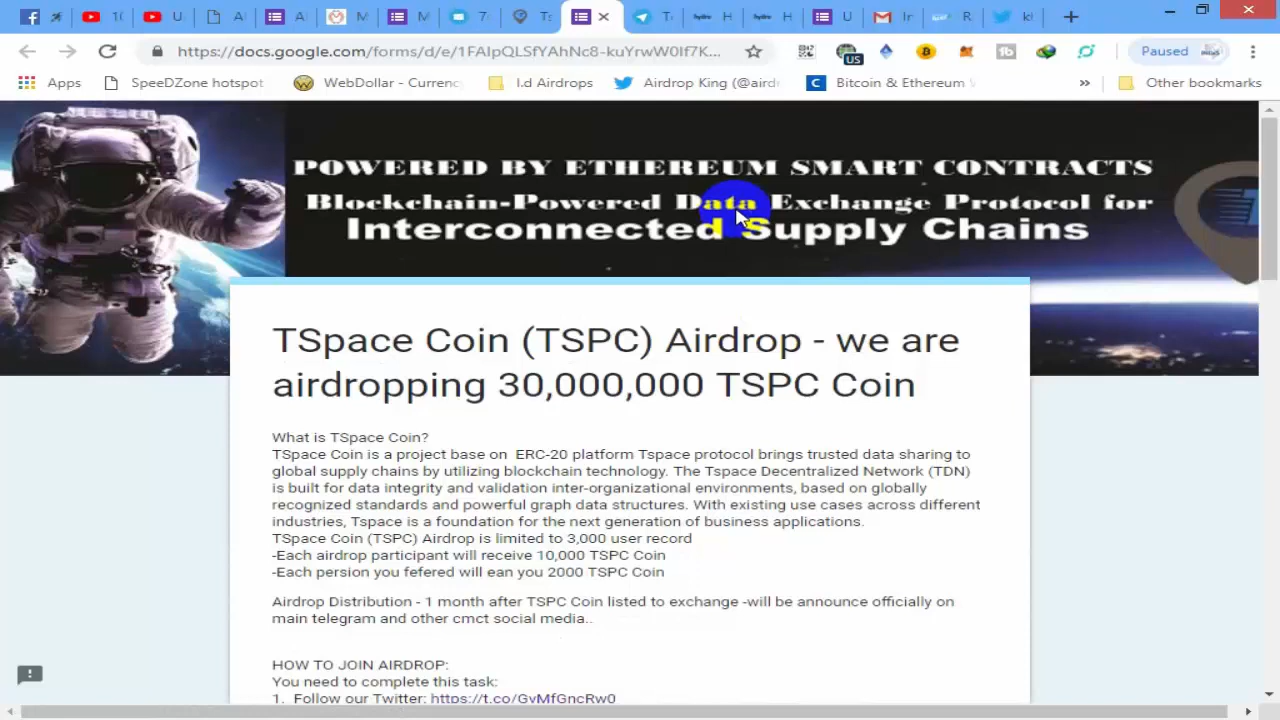 https://docs.google.com/forms/d/e/1FAIpQLSfYAhNc8-kuYrwW0If7K...
US
Paused
Apps
SpeeDZone hotspot
WebDollar - Currency
I.d Airdrops
Airdrop King (@aird
Bitcoin & Ethereum
Other bookmarks
POWERED BY ETHEREUM SMART CONTRACTS
Blockchain-Powered Data Exchange Protocol for
Interconnected Supply Chains
TSpace Coin (TSPC) Airdrop - we are
airdropping 30,000,000 TSPC Coin
What is TSpace Coin?
TSpace Coin is a project base on ERC-20 platform Tspace protocol brings trusted data sharing to
global supply chains by utilizing blockchain technology. The Tspace Decentralized Network (TDN)
is built for data integrity and validation inter-organizational environments, based on globally
recognized standards and powerful graph data structures. With existing use cases across different
industries, Tspace is a foundation for the next generation of business applications.
TSpace Coin (TSPC) Airdrop is limited to 3,000 user record
-Each airdrop participant will receive 10,000 TSPC Coin
-Each persion you fefered will ean you 2000 TSPC Coin
Airdrop Distribution - 1 month after TSPC Coin listed to exchange -will be announce officially on
main telegram and other cmct social media..
HOW TO JOIN AIRDROP:
You need to complete this task:
1. Follow our Twitter: https://t.co/GvMfGncRw0